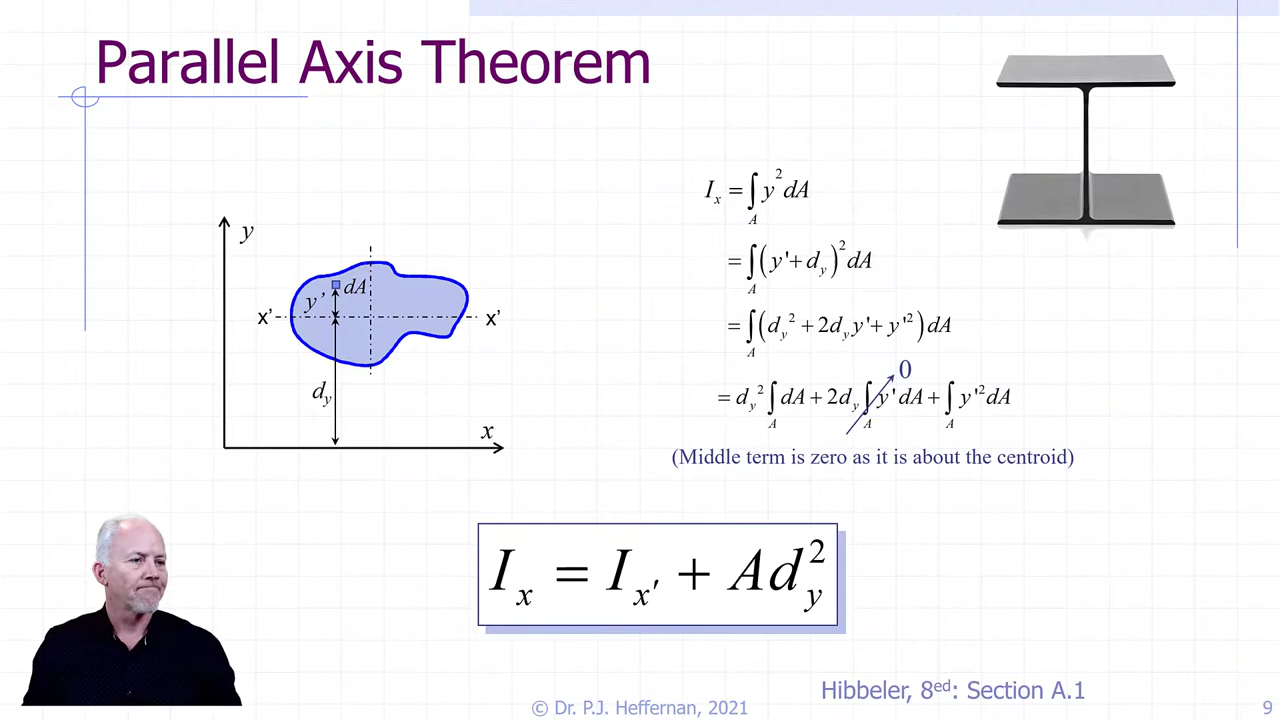 Parallel Axis Theorem
y
y' dA
x' x'
d_y
x
I_x = ∫_A y² dA
= ∫_A (y'+ d_y)² dA
= ∫_A (d_y² + 2d_y y'+ y'²) dA
0
= d_y² ∫_A dA + 2d_y ∫_A y' dA + ∫_A y'² dA
(Middle term is zero as it is about the centroid)
I_x = I_x' + Ad_y²
Hibbeler, 8ed: Section A.1
© Dr. P.J. Heffernan, 2021
9